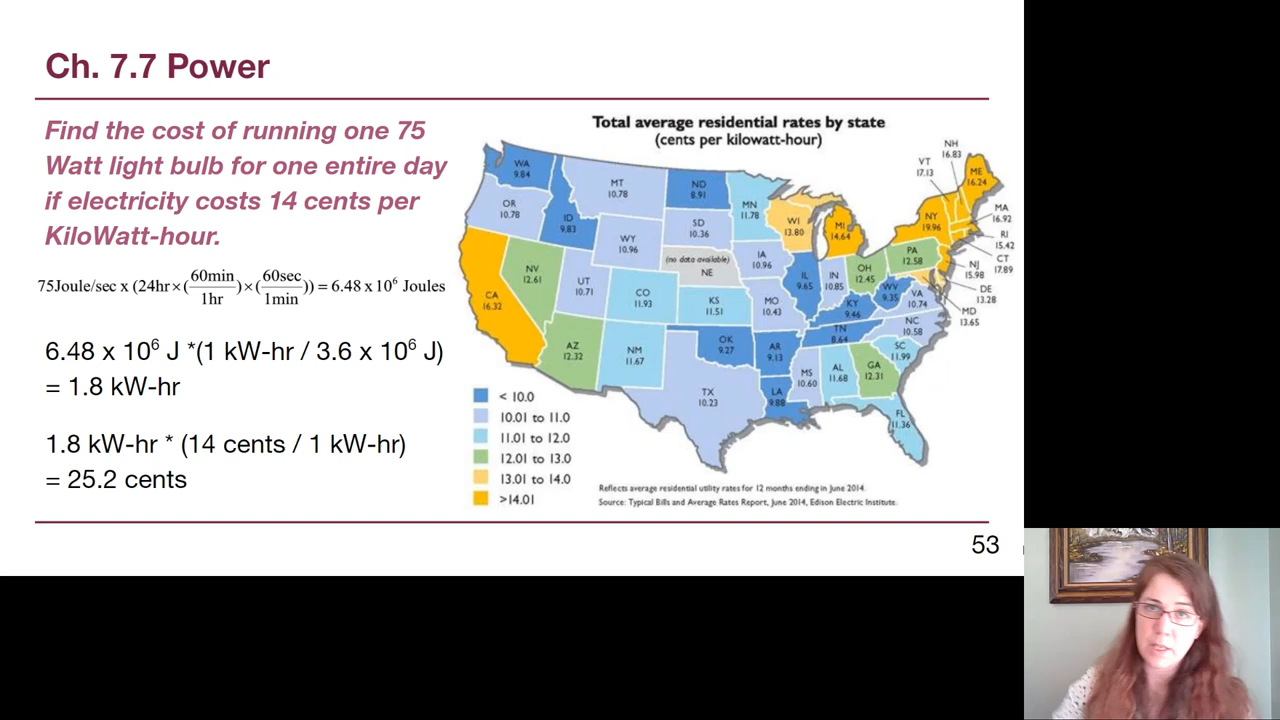 Ch. 7.7 Power
Find the cost of running one 75
Watt light bulb for one entire day
if electricity costs 14 cents per
KiloWatt-hour.
75Joule/sec x (24hr×(60min/1hr)×(60sec/1min)) = 6.48 x 10⁶ Joules
6.48 x 10⁶ J *(1 kW-hr / 3.6 x 10⁶ J)
= 1.8 kW-hr
1.8 kW-hr * (14 cents / 1 kW-hr)
= 25.2 cents
Total average residential rates by state
(cents per kilowatt-hour)
WA
9.84
OR
10.78
CA
16.32
ID
9.83
NV
12.61
MT
10.78
WY
10.96
UT
10.71
AZ
12.32
CO
11.93
NM
11.67
ND
8.91
SD
10.36
(no data available)
NE
KS
11.51
OK
9.27
TX
10.23
MN
11.78
IA
10.96
MO
10.43
AR
9.13
LA
9.88
WI
13.80
IL
9.65
MI
14.64
IN
10.85
OH
12.45
KY
9.46
TN
8.64
MS
10.60
AL
11.68
GA
12.31
FL
11.36
SC
11.99
NC
10.58
VA
10.74
WV
9.35
PA
12.58
NY
19.96
VT
17.13
NH
16.83
ME
16.24
MA
16.92
RI
15.42
CT
17.89
NJ
15.98
DE
13.28
MD
13.65
< 10.0
10.01 to 11.0
11.01 to 12.0
12.01 to 13.0
13.01 to 14.0
>14.01
Reflects average residential utility rates for 12 months ending in June 2014.
Source: Typical Bills and Average Rates Report, June 2014, Edison Electric Institute.
53